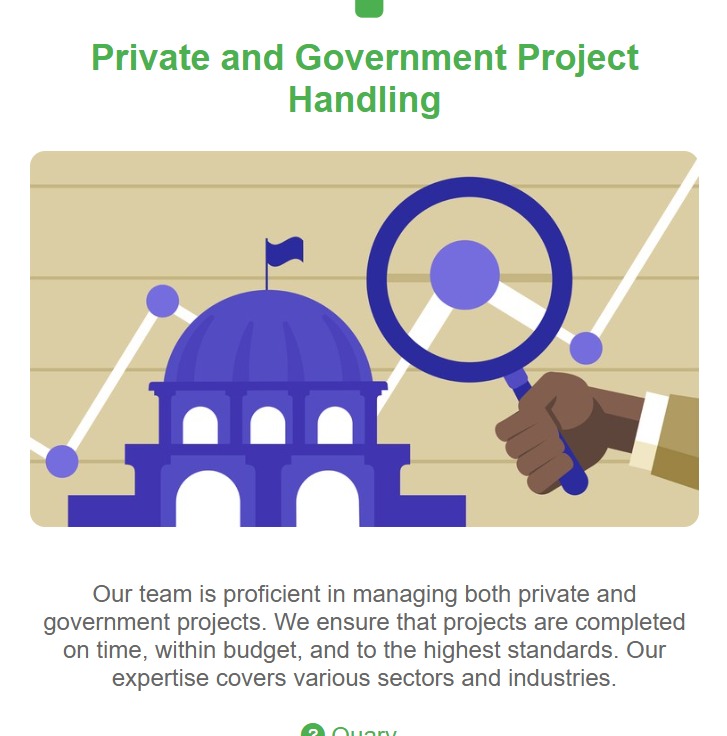 Private and Government Project
Handling
Our team is proficient in managing both private and
government projects. We ensure that projects are completed
on time, within budget, and to the highest standards. Our
expertise covers various sectors and industries.
? Quary